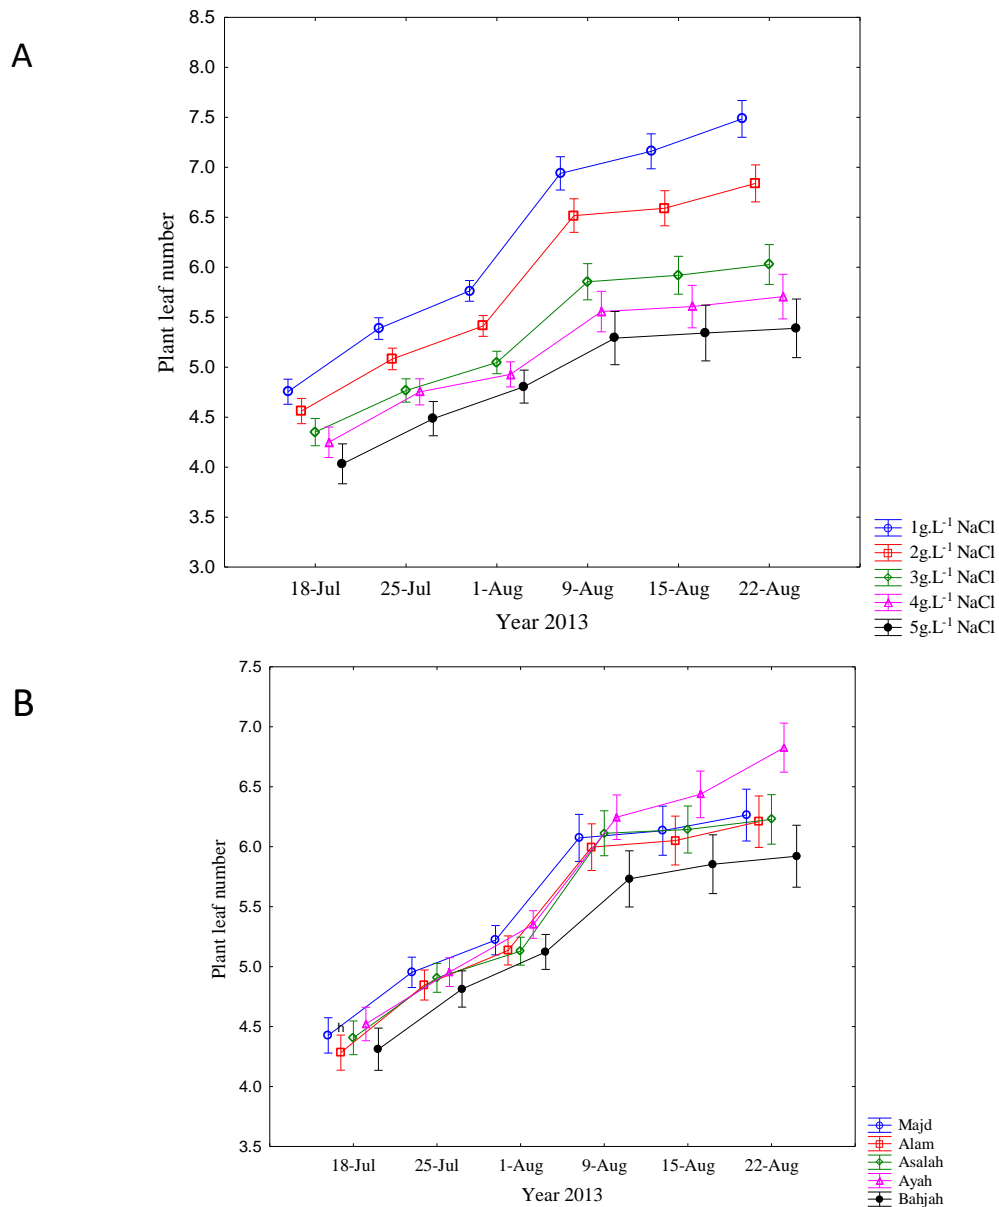 A
8.5
8.0
7.5
7.0
6.5
6.0
5.5
5.0
4.5
4.0
3.5
3.0
Plant leaf number
18-Jul 25-Jul 1-Aug 9-Aug 15-Aug 22-Aug
Year 2013
1g.L⁻¹ NaCl
2g.L⁻¹ NaCl
3g.L⁻¹ NaCl
4g.L⁻¹ NaCl
5g.L⁻¹ NaCl
B
7.5
7.0
6.5
6.0
5.5
5.0
4.5
4.0
3.5
Plant leaf number
h
18-Jul 25-Jul 1-Aug 9-Aug 15-Aug 22-Aug
Year 2013
Majd
Alam
Asalah
Ayah
Bahjah